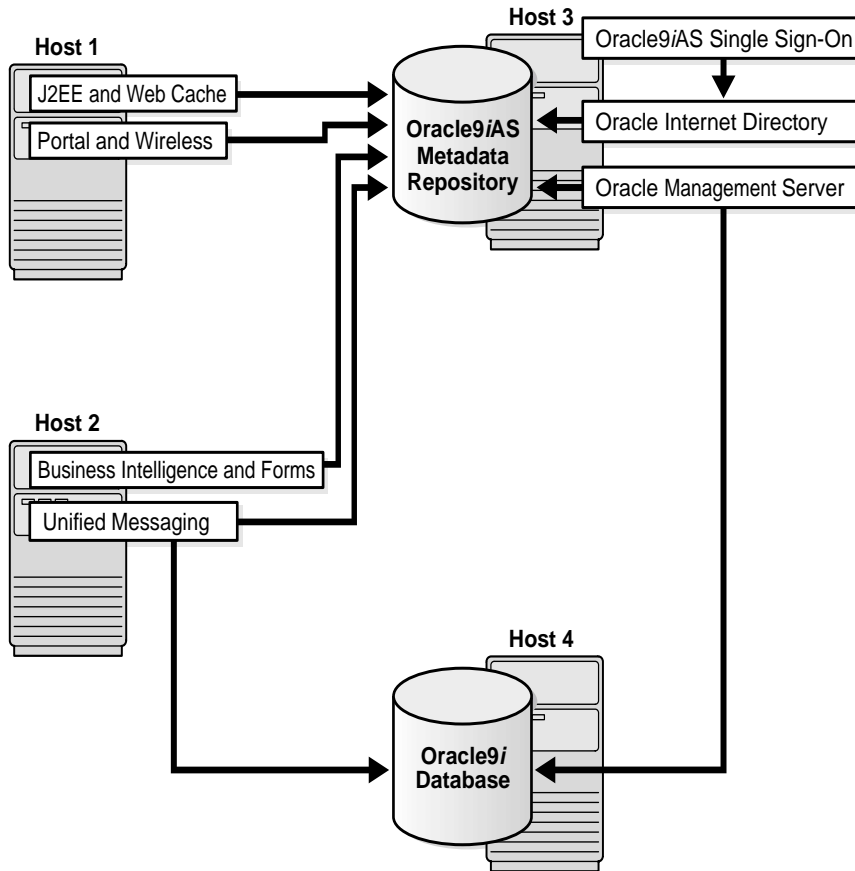 Host 1
J2EE and Web Cache
Portal and Wireless
Oracle9iAS
Metadata
Repository
Host 3
Oracle9iAS Single Sign-On
Oracle Internet Directory
Oracle Management Server
Host 2
Business Intelligence and Forms
Unified Messaging
Host 4
Oracle9i
Database